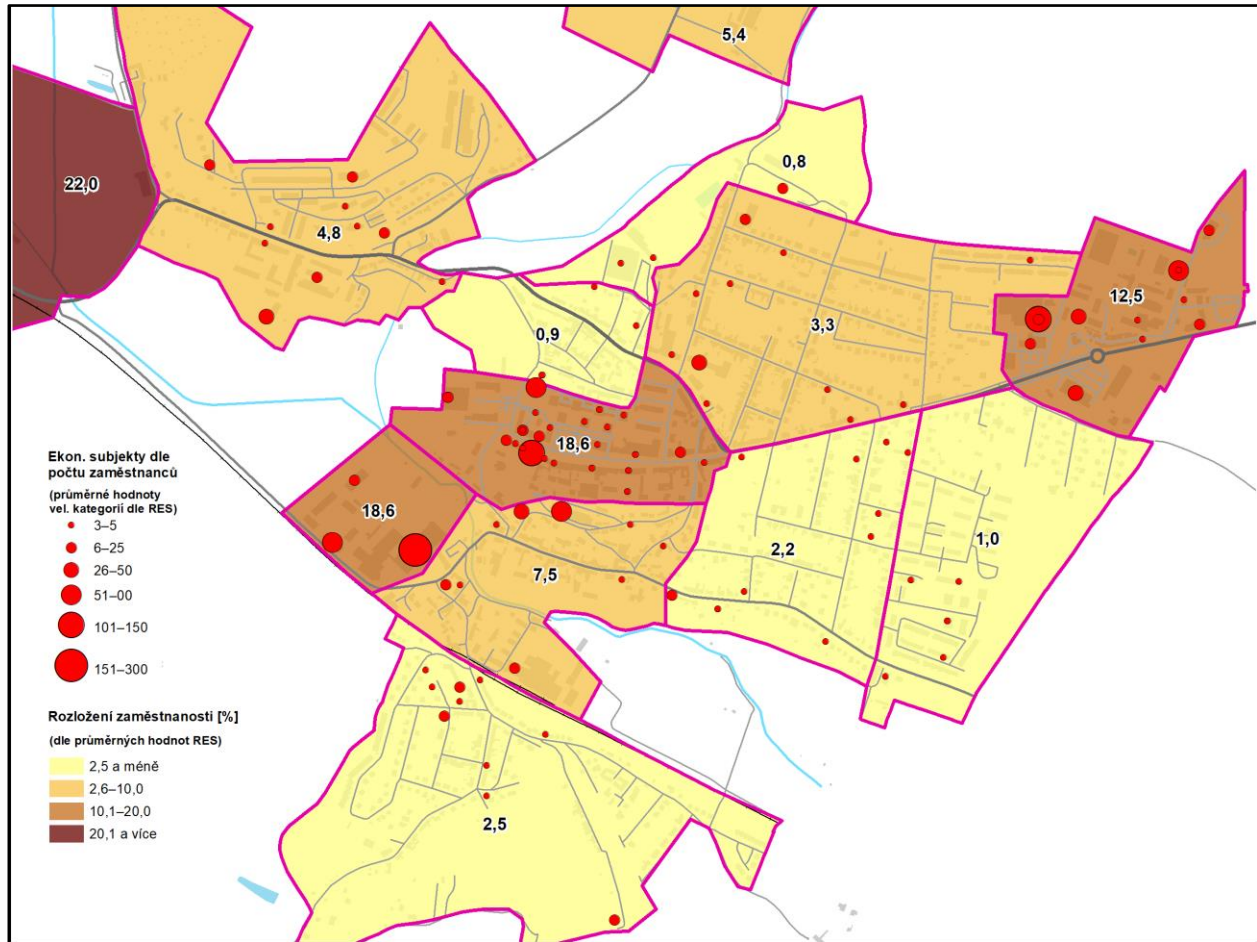 5,4
0,8
22,0
4,8
12,5
3,3
0,9
18,6
18,6
2,2
1,0
7,5
2,5
Ekon. subjekty dle
počtu zaměstnanců
(průměrné hodnoty
vel. kategorií dle RES)
3–5
6–25
26–50
51–00
101–150
151–300
Rozložení zaměstnanosti [%]
(dle průměrných hodnot RES)
2,5 a méně
2,6–10,0
10,1–20,0
20,1 a více